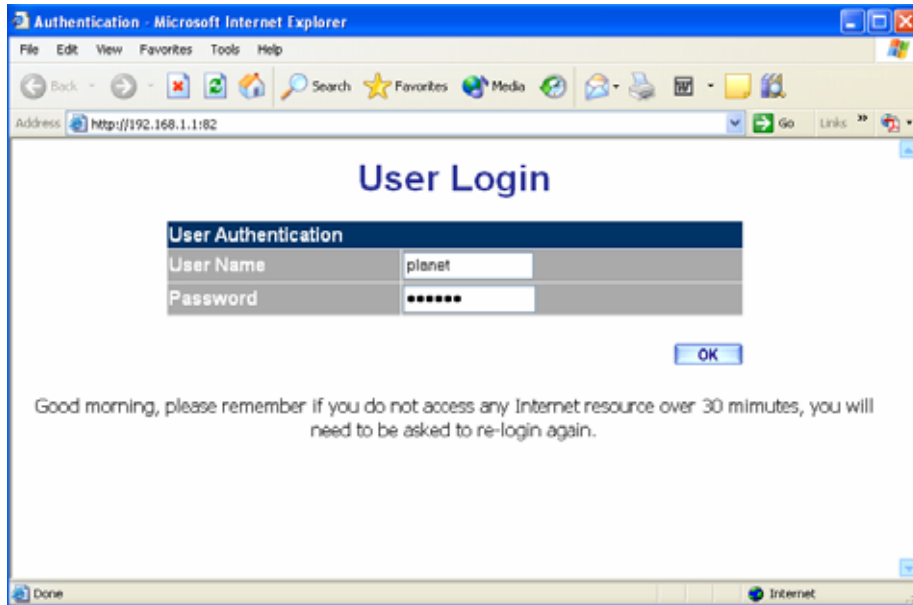 Authentication - Microsoft Internet Explorer
File Edit View Favorites Tools Help
Back Search Favorites Media
Address http://192.168.1.1:82 Go Links »
User Login
User Authentication
User Name planet
Password ••••••
OK
Good morning, please remember if you do not access any Internet resource over 30 mimutes, you will
need to be asked to re-login again.
Done Internet